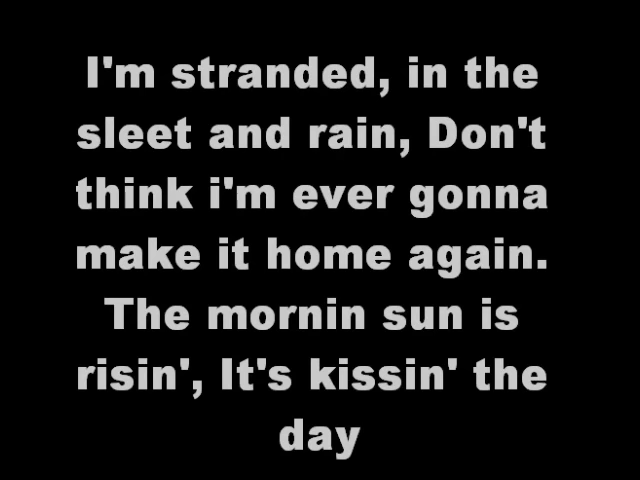 I'm stranded, in the
sleet and rain, Don't
think i'm ever gonna
make it home again.
The mornin sun is
risin', It's kissin' the
day